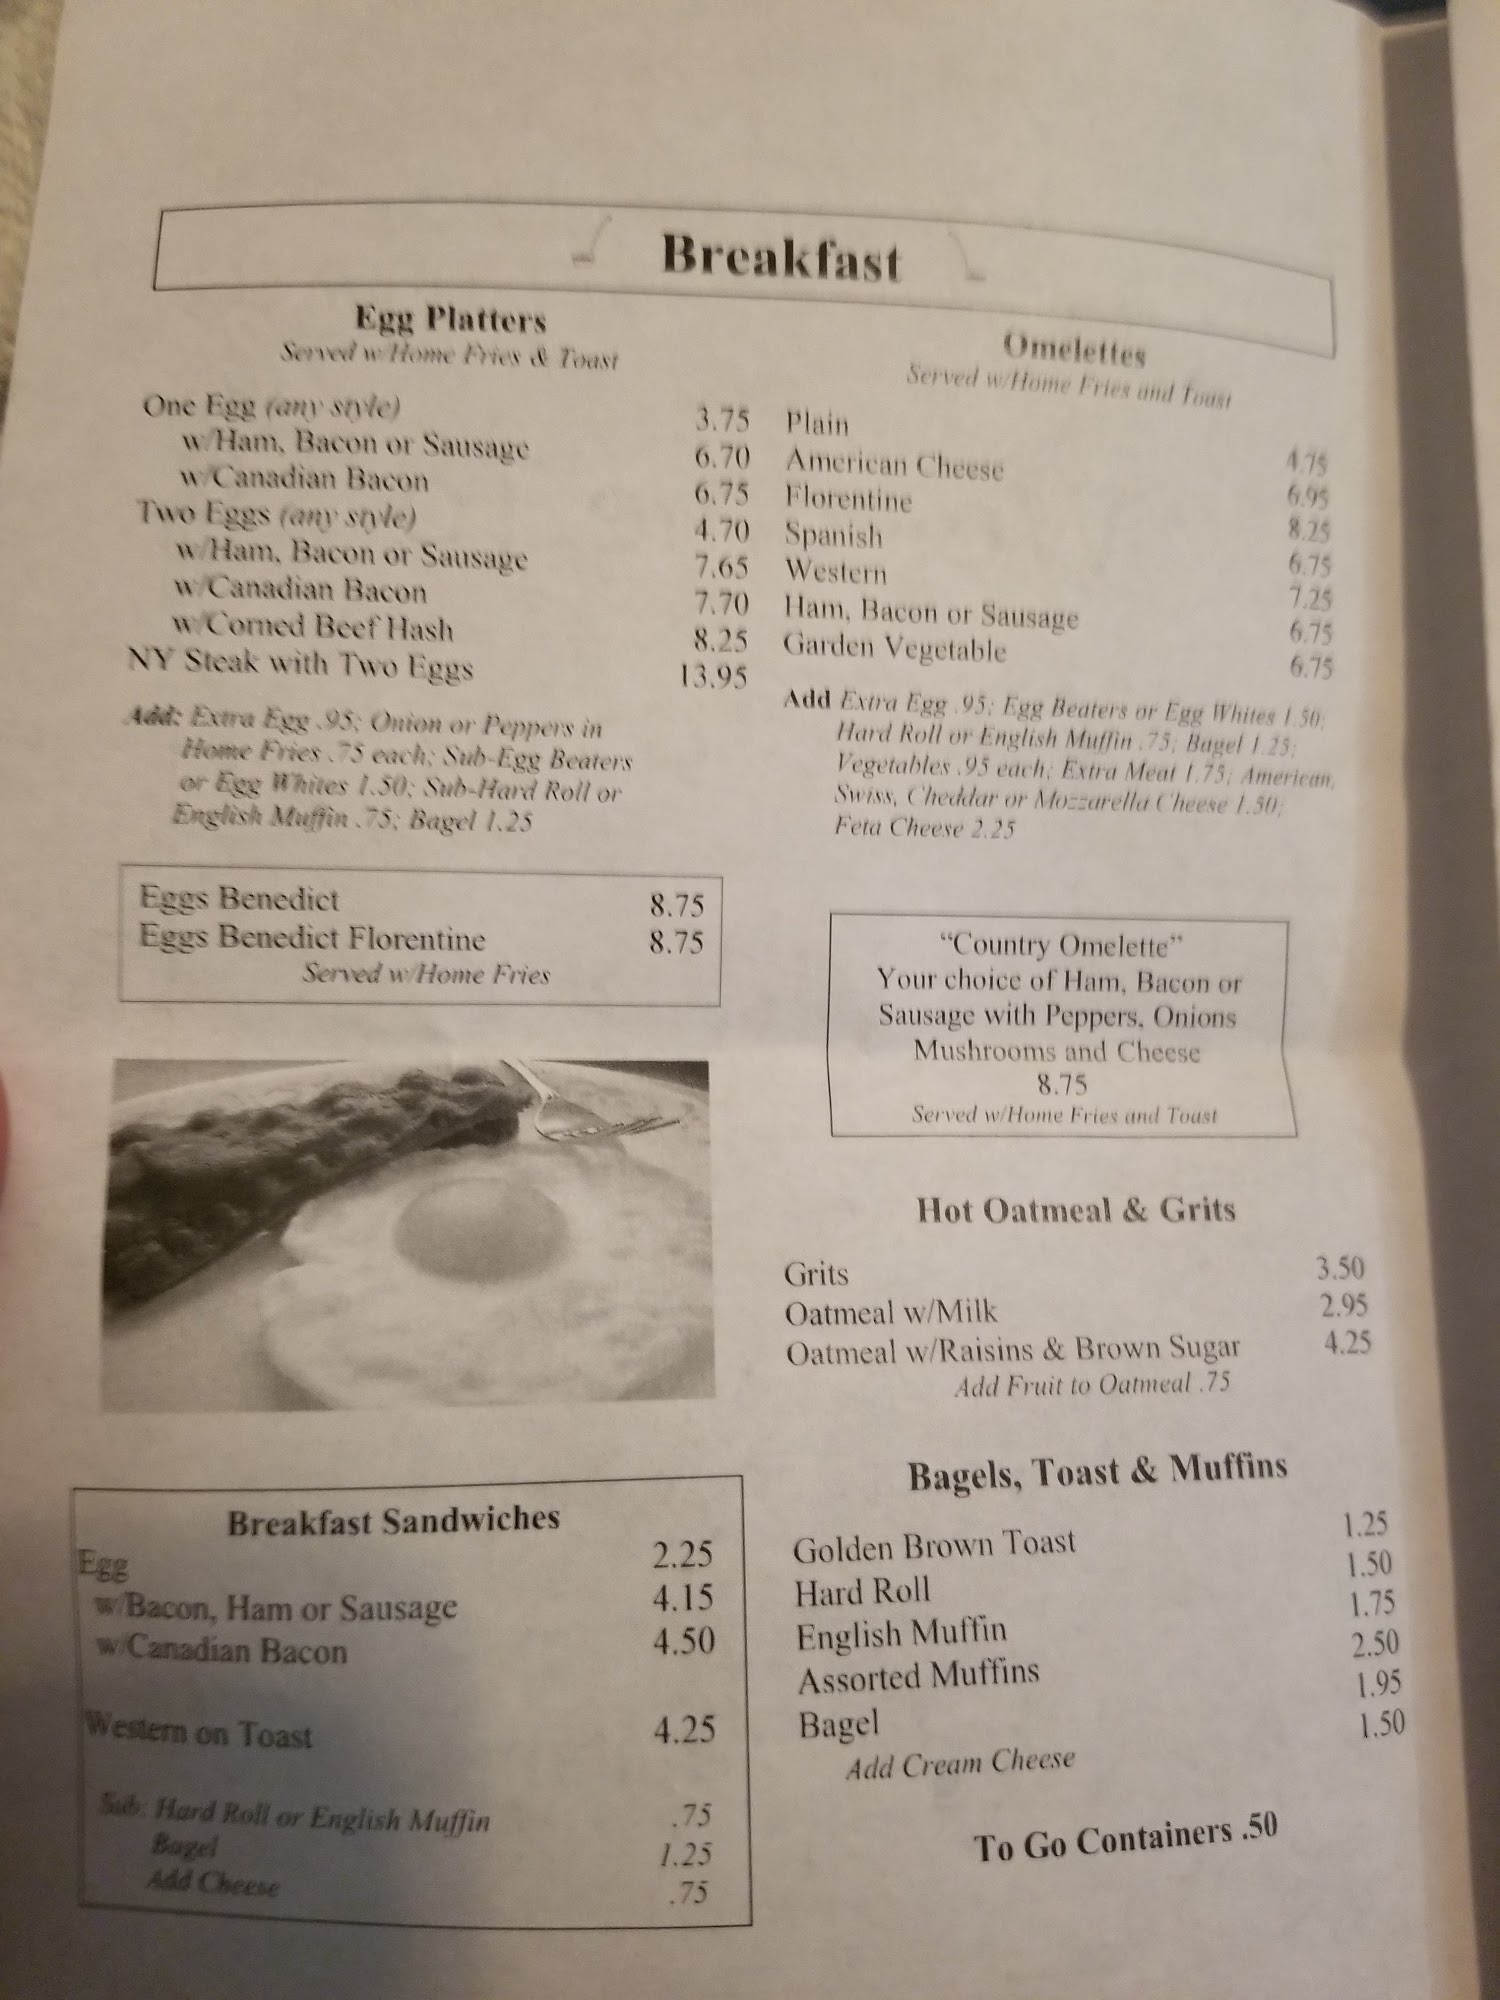 Breakfast
Egg Platters
Served w/Home Fries & Toast
One Egg (any style) 3.75
w/Ham, Bacon or Sausage 6.70
w/Canadian Bacon 6.75
Two Eggs (any style) 4.70
w/Ham, Bacon or Sausage 7.65
w/Canadian Bacon 7.70
w/Corned Beef Hash 8.25
NY Steak with Two Eggs 13.95
Add: Extra Egg .95; Onion or Peppers in
Home Fries .75 each; Sub-Egg Beaters
or Egg Whites 1.50; Sub-Hard Roll or
English Muffin .75; Bagel 1.25
Eggs Benedict 8.75
Eggs Benedict Florentine 8.75
Served w/Home Fries
Breakfast Sandwiches
Egg 2.25
w/Bacon, Ham or Sausage 4.15
w/Canadian Bacon 4.50
Western on Toast 4.25
Sub: Hard Roll or English Muffin .75
Bagel 1.25
Add Cheese .75
Omelettes
Served w/Home Fries and Toast
Plain 4.75
American Cheese 6.95
Florentine 8.25
Spanish 6.75
Western 7.25
Ham, Bacon or Sausage 6.75
Garden Vegetable 6.75
Add Extra Egg .95; Egg Beaters or Egg Whites 1.50;
Hard Roll or English Muffin .75; Bagel 1.25;
Vegetables .95 each; Extra Meat 1.75; American,
Swiss, Cheddar or Mozzarella Cheese 1.50;
Feta Cheese 2.25
“Country Omelette”
Your choice of Ham, Bacon or
Sausage with Peppers, Onions
Mushrooms and Cheese
8.75
Served w/Home Fries and Toast
Hot Oatmeal & Grits
Grits 3.50
Oatmeal w/Milk 2.95
Oatmeal w/Raisins & Brown Sugar 4.25
Add Fruit to Oatmeal .75
Bagels, Toast & Muffins
Golden Brown Toast 1.25
Hard Roll 1.50
English Muffin 1.75
Assorted Muffins 2.50
Bagel 1.95
Add Cream Cheese 1.50
To Go Containers .50